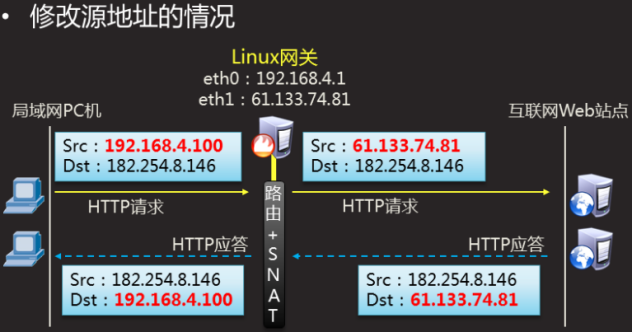 • 修改源地址的情况
Linux网关
eth0：192.168.4.1
eth1：61.133.74.81
局域网PC机
互联网Web站点
Src：192.168.4.100
Dst：182.254.8.146
Src：61.133.74.81
Dst：182.254.8.146
HTTP请求
HTTP请求
路由+SNAT
HTTP应答
HTTP应答
Src：182.254.8.146
Dst：192.168.4.100
Src：182.254.8.146
Dst：61.133.74.81